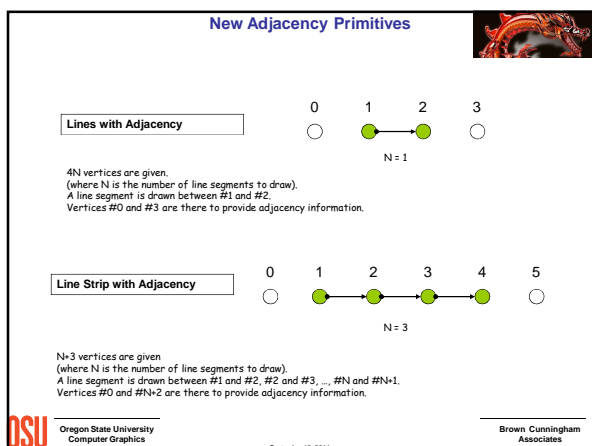 New Adjacency Primitives
0 1 2 3
Lines with Adjacency
N = 1
4N vertices are given.
(where N is the number of line segments to draw).
A line segment is drawn between #1 and #2.
Vertices #0 and #3 are there to provide adjacency information.
0 1 2 3 4 5
Line Strip with Adjacency
N = 3
N+3 vertices are given
(where N is the number of line segments to draw).
A line segment is drawn between #1 and #2, #2 and #3, …, #N and #N+1.
Vertices #0 and #N+2 are there to provide adjacency information.
OSU
Oregon State University
Computer Graphics
Brown Cunningham
Associates